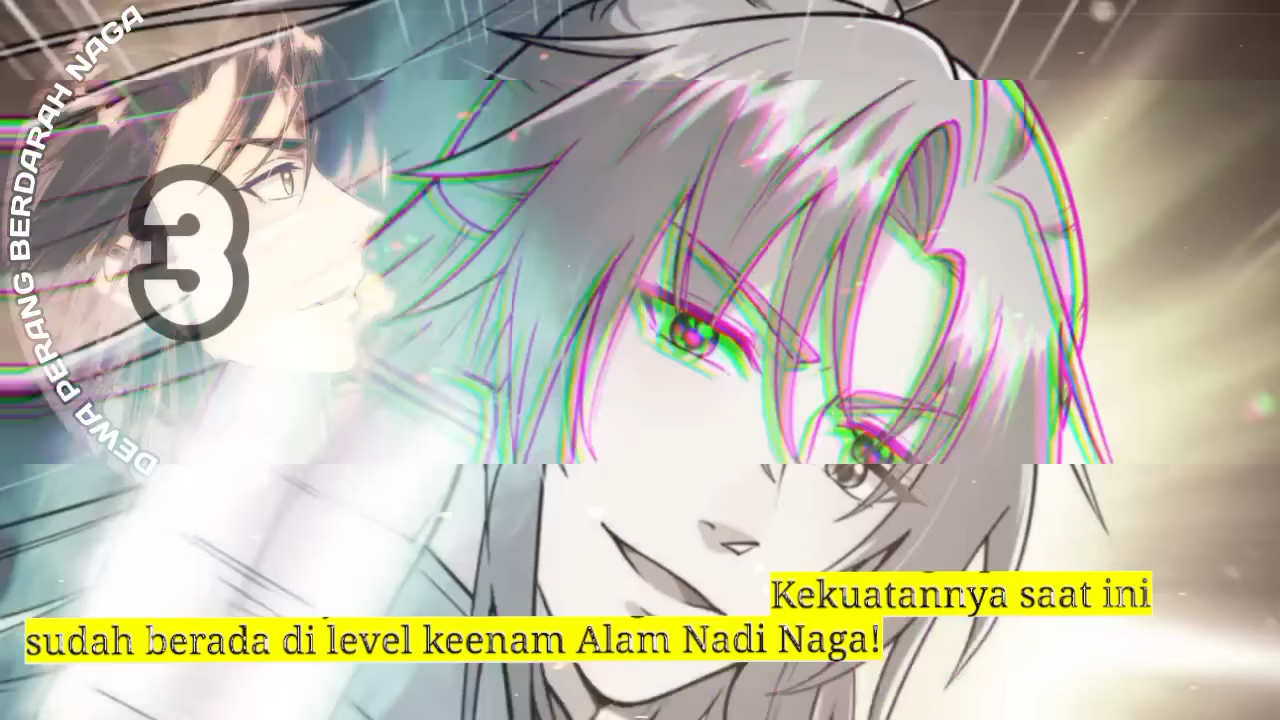 DEWA PERANG BERDARAH NAGA
3
Kekuatannya saat ini
sudah berada di level keenam Alam Nadi Naga!